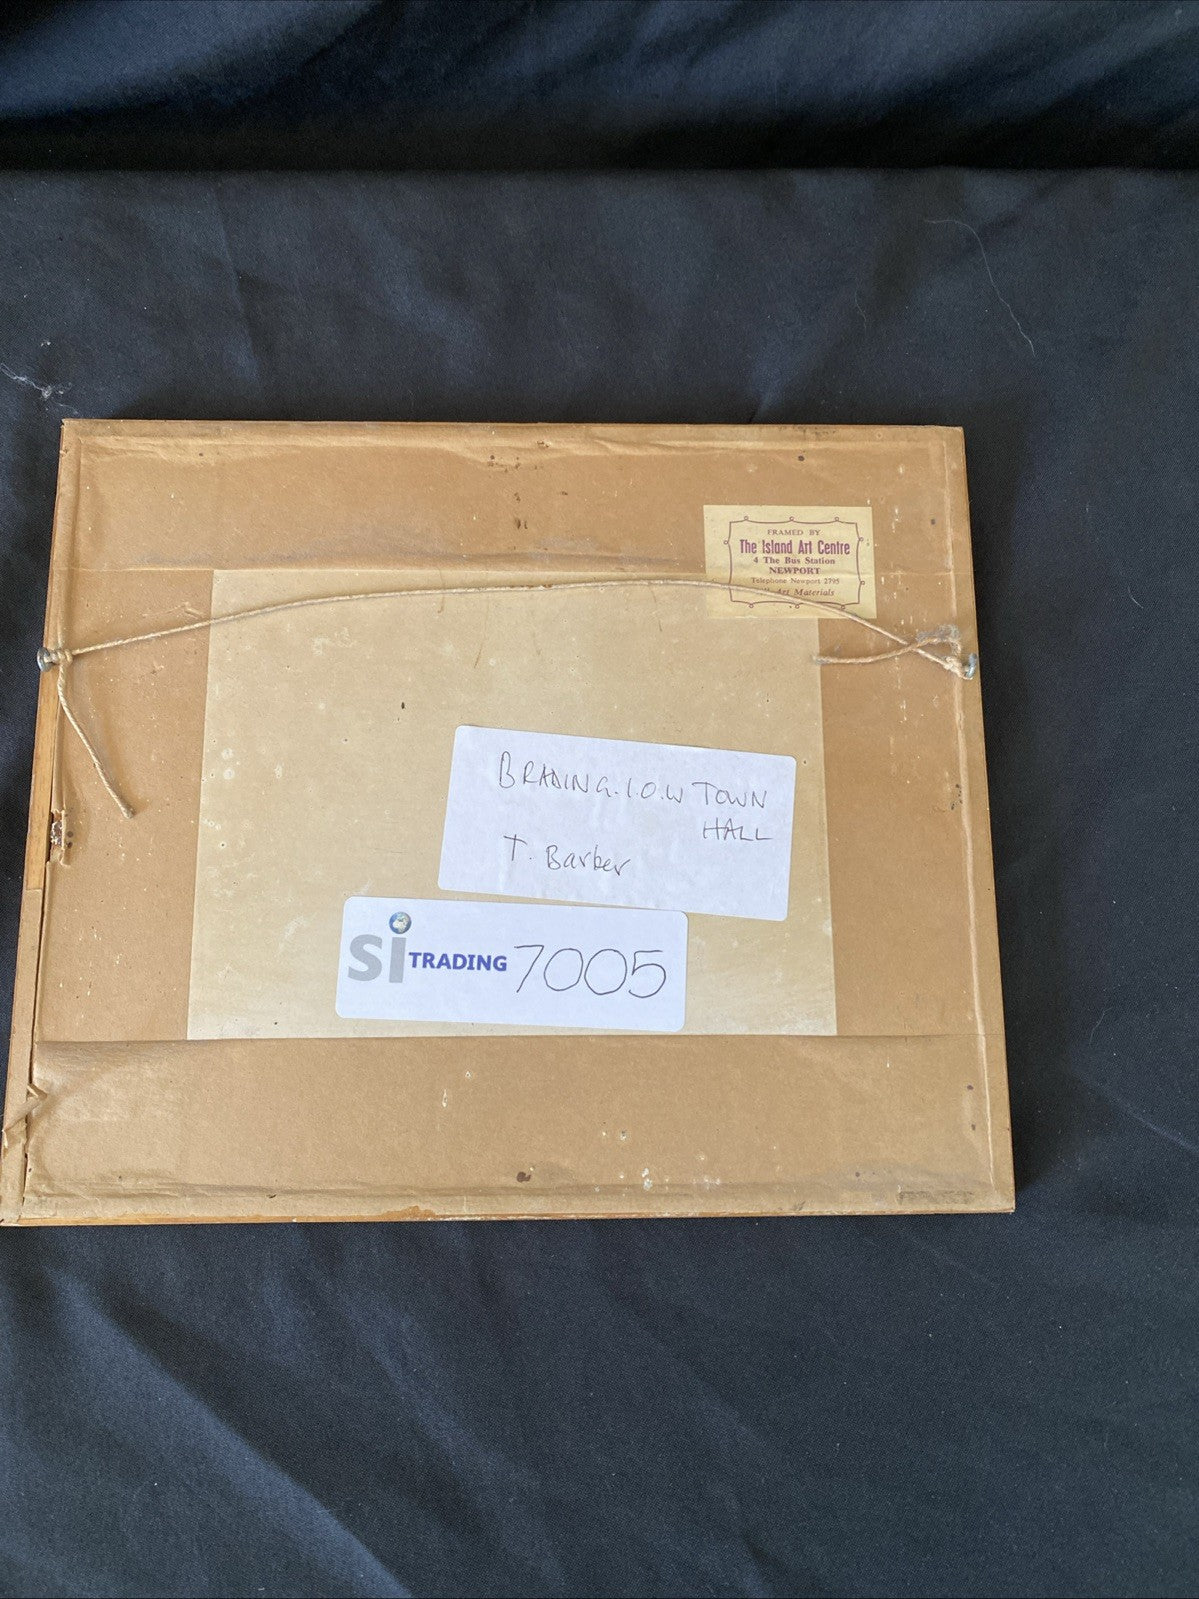 FRAMED BY
The Island Art Centre
4 The Bus Station
NEWPORT
Telephone Newport 2795
Art Materials
BRADING. I.O.W TOWN
HALL
T. Barber
Si TRADING 7005